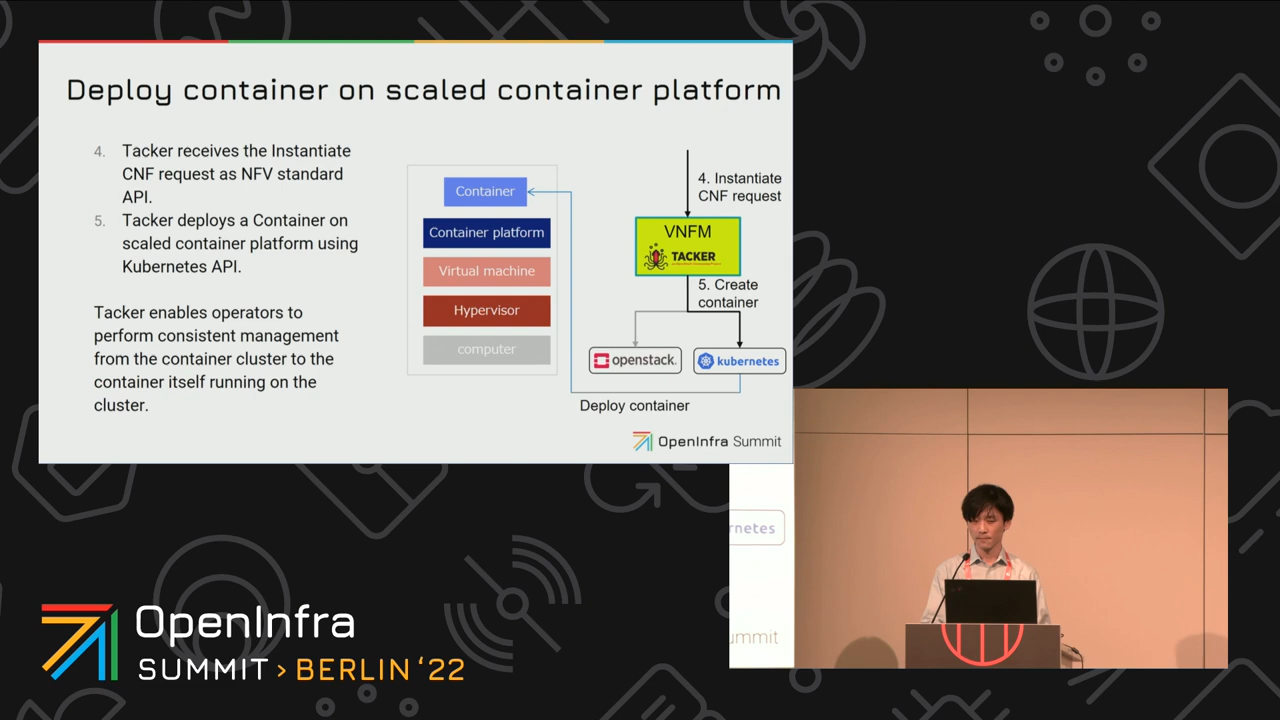 Deploy container on scaled container platform
4. Tacker receives the Instantiate
CNF request as NFV standard
API.
5. Tacker deploys a Container on
scaled container platform using
Kubernetes API.
Tacker enables operators to
perform consistent management
from the container cluster to the
container itself running on the
cluster.
Container
Container platform
Virtual machine
Hypervisor
computer
4. Instantiate
CNF request
VNFM
TACKER
5. Create
container
openstack.
kubernetes
Deploy container
OpenInfra Summit
rnetes
ummit
OpenInfra
SUMMIT > BERLIN '22